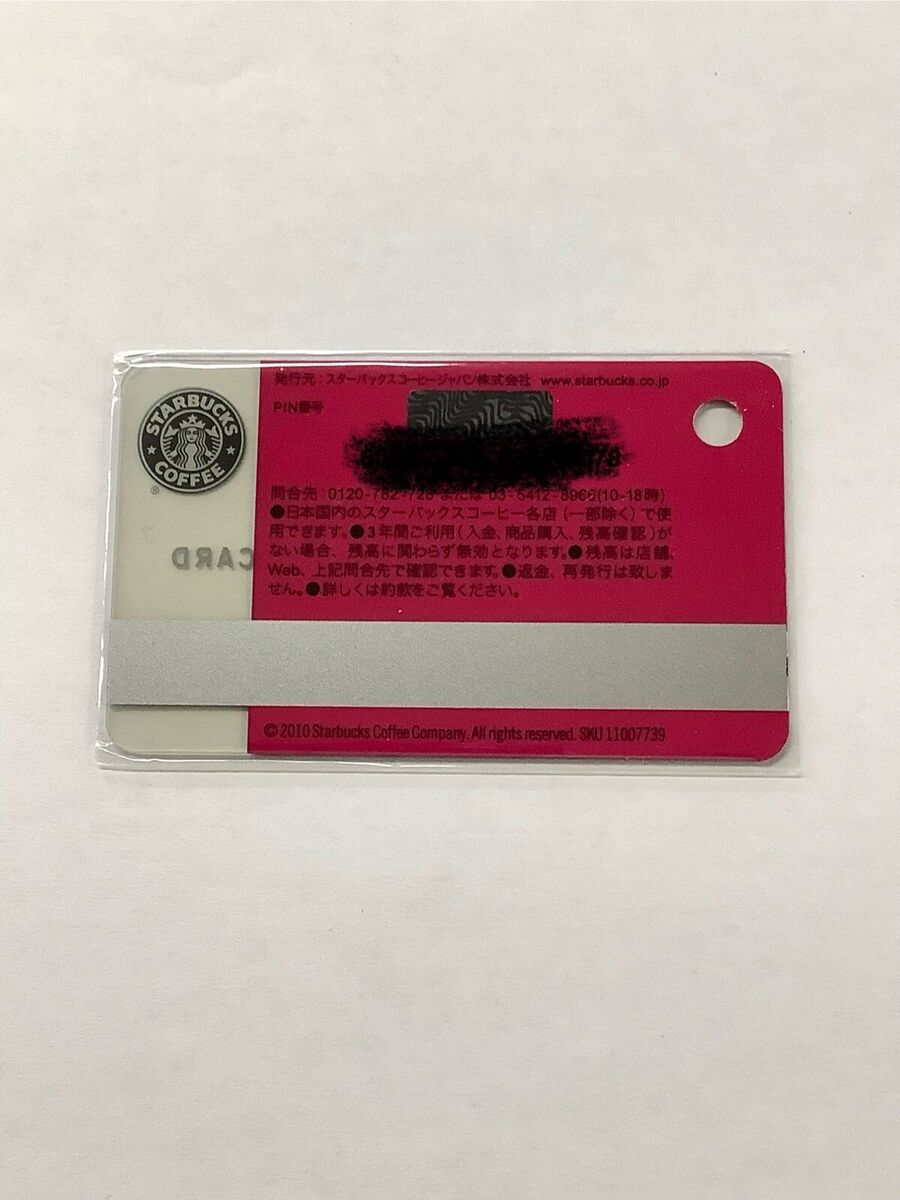 STARBUCKS
COFFEE
®
発行元：スターバックスコーヒージャパン株式会社 www.starbucks.co.jp
PIN番号
問合先：0120-782-728 または 03-5412-8966(10-18時)
●日本国内のスターバックスコーヒー各店（一部除く）で使
用できます。●3年間ご利用（入金、商品購入、残高確認）が
ない場合、残高に関わらず無効となります。●残高は店舗、
Web、上記問合先で確認できます。●返金、再発行は致しま
せん。●詳しくは約款をご覧ください。
CARD
© 2010 Starbucks Coffee Company. All rights reserved. SKU 11007739